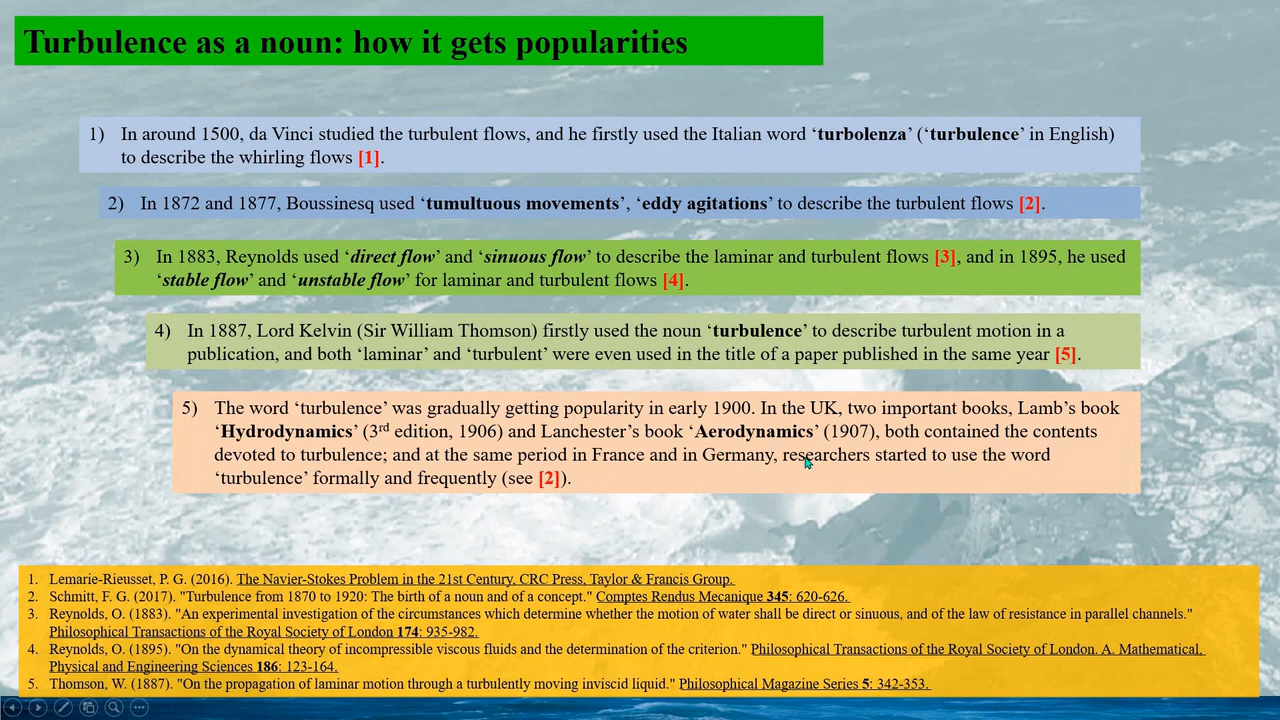 Turbulence as a noun: how it gets popularities
1) In around 1500, da Vinci studied the turbulent flows, and he firstly used the Italian word ‘turbolenza’ (‘turbulence’ in English)
to describe the whirling flows [1].
2) In 1872 and 1877, Boussinesq used ‘tumultuous movements’, ‘eddy agitations’ to describe the turbulent flows [2].
3) In 1883, Reynolds used ‘direct flow’ and ‘sinuous flow’ to describe the laminar and turbulent flows [3], and in 1895, he used
‘stable flow’ and ‘unstable flow’ for laminar and turbulent flows [4].
4) In 1887, Lord Kelvin (Sir William Thomson) firstly used the noun ‘turbulence’ to describe turbulent motion in a
publication, and both ‘laminar’ and ‘turbulent’ were even used in the title of a paper published in the same year [5].
5) The word ‘turbulence’ was gradually getting popularity in early 1900. In the UK, two important books, Lamb’s book
‘Hydrodynamics’ (3rd edition, 1906) and Lanchester’s book ‘Aerodynamics’ (1907), both contained the contents
devoted to turbulence; and at the same period in France and in Germany, researchers started to use the word
‘turbulence’ formally and frequently (see [2]).
1. Lemarie-Rieusset, P. G. (2016). The Navier-Stokes Problem in the 21st Century, CRC Press, Taylor & Francis Group.
2. Schmitt, F. G. (2017). "Turbulence from 1870 to 1920: The birth of a noun and of a concept." Comptes Rendus Mecanique 345: 620-626.
3. Reynolds, O. (1883). "An experimental investigation of the circumstances which determine whether the motion of water shall be direct or sinuous, and of the law of resistance in parallel channels."
Philosophical Transactions of the Royal Society of London 174: 935-982.
4. Reynolds, O. (1895). "On the dynamical theory of incompressible viscous fluids and the determination of the criterion." Philosophical Transactions of the Royal Society of London. A. Mathematical,
Physical and Engineering Sciences 186: 123-164.
5. Thomson, W. (1887). "On the propagation of laminar motion through a turbulently moving inviscid liquid." Philosophical Magazine Series 5: 342-353.